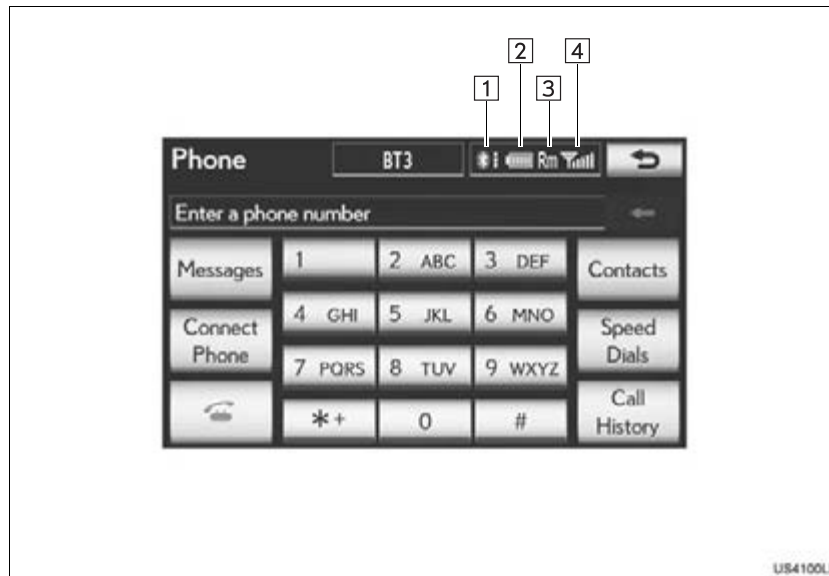 2 4
1 3
Phone BT3 Rm
Enter a phone number
Messages 1 2 ABC 3 DEF Contacts
Connect Phone 4 GHI 5 JKL 6 MNO Speed Dials
7 PQRS 8 TUV 9 WXYZ
*+ 0 # Call History
US4100L